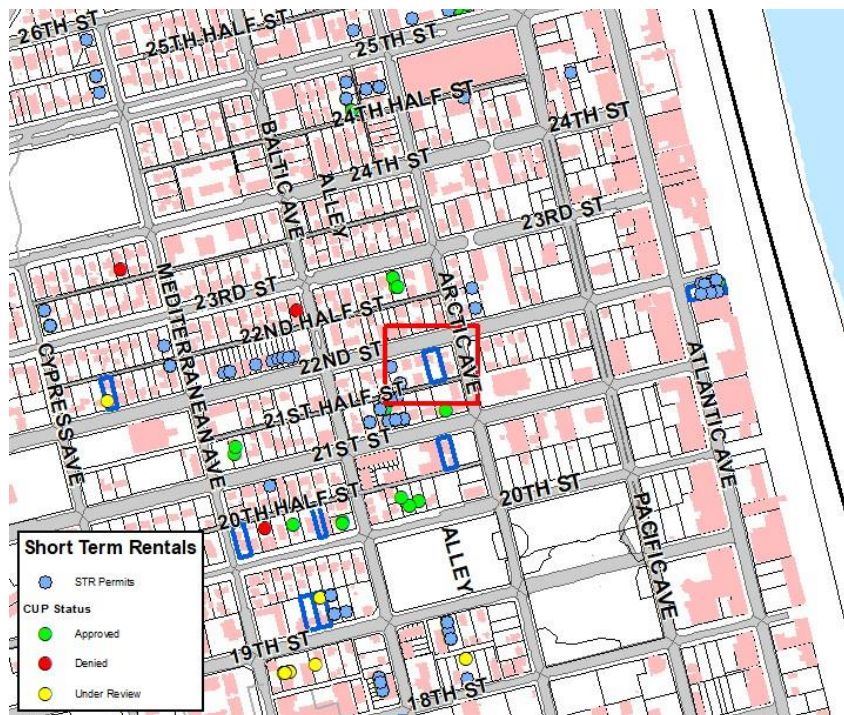 26TH ST
25TH HALF ST
25TH ST
24TH HALF ST
24TH ST
BALTIC AVE
ALLEY
23RD ST
ARCTIC AVE
MEDITERRANEAN AVE
23RD ST
22ND HALF ST
22ND ST
CYPRESS AVE
ATLANTIC AVE
21ST HALF ST
21ST ST
20TH HALF ST
20TH ST
ALLEY
PACIFIC AVE
19TH ST
18TH ST
Short Term Rentals
STR Permits
CUP Status
Approved
Denied
Under Review